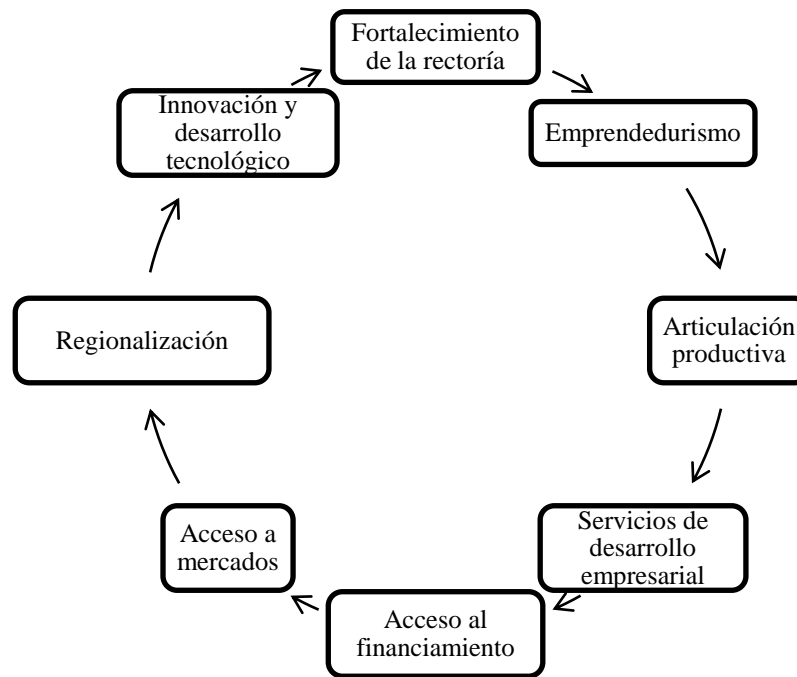 Fortalecimiento
de la rectoría
Emprendedurismo
Articulación
productiva
Servicios de
desarrollo
empresarial
Acceso al
financiamiento
Acceso a
mercados
Regionalización
Innovación y
desarrollo
tecnológico